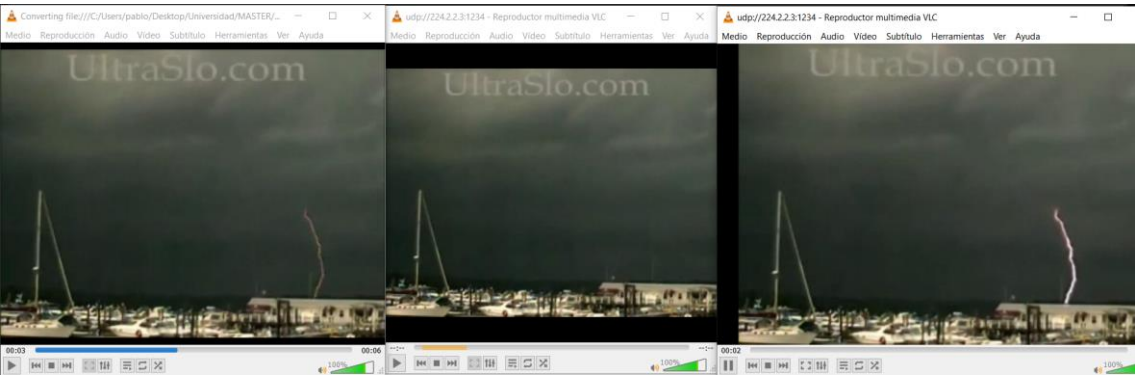 Converting file:///C:/Users/pablo/Desktop/Universidad/MASTER/...
Medio Reproducción Audio Vídeo Subtítulo Herramientas Ver Ayuda
UltraSlo.com
00:03 00:06
100%
udp://224.2.2.3:1234 - Reproductor multimedia VLC
Medio Reproducción Audio Vídeo Subtítulo Herramientas Ver Ayuda
UltraSlo.com
--:-- --:--
100%
udp://224.2.2.3:1234 - Reproductor multimedia VLC
Medio Reproducción Audio Vídeo Subtítulo Herramientas Ver Ayuda
UltraSlo.com
00:02
100%